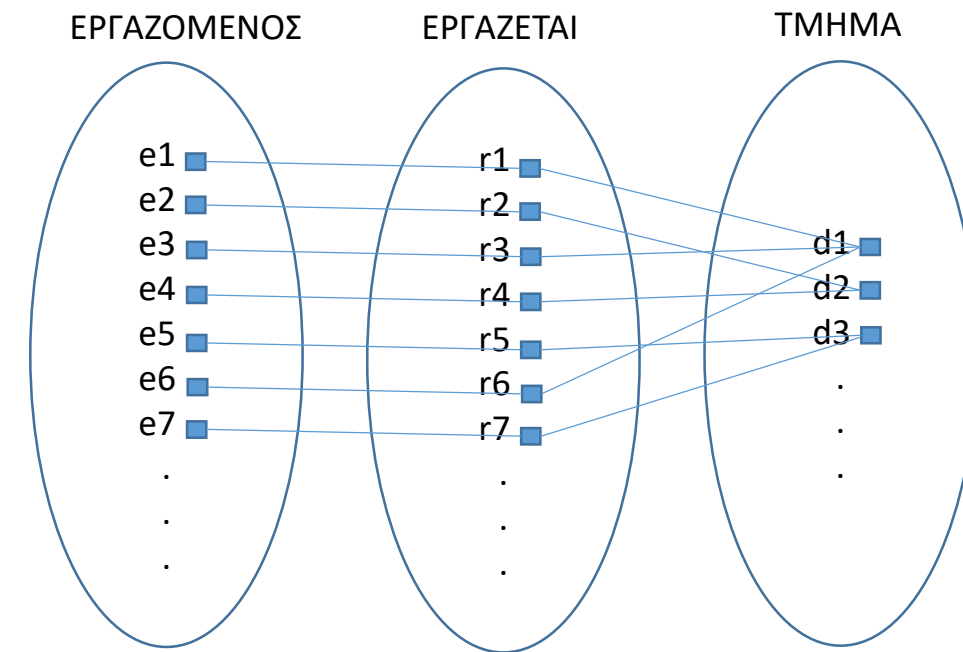 ΕΡΓΑΖΟΜΕΝΟΣ ΕΡΓΑΖΕΤΑΙ ΤΜΗΜΑ
e1 r1
e2 r2
e3 r3 d1
e4 r4 d2
e5 r5 d3
e6 r6 .
e7 r7 .
. . .
. .
. .